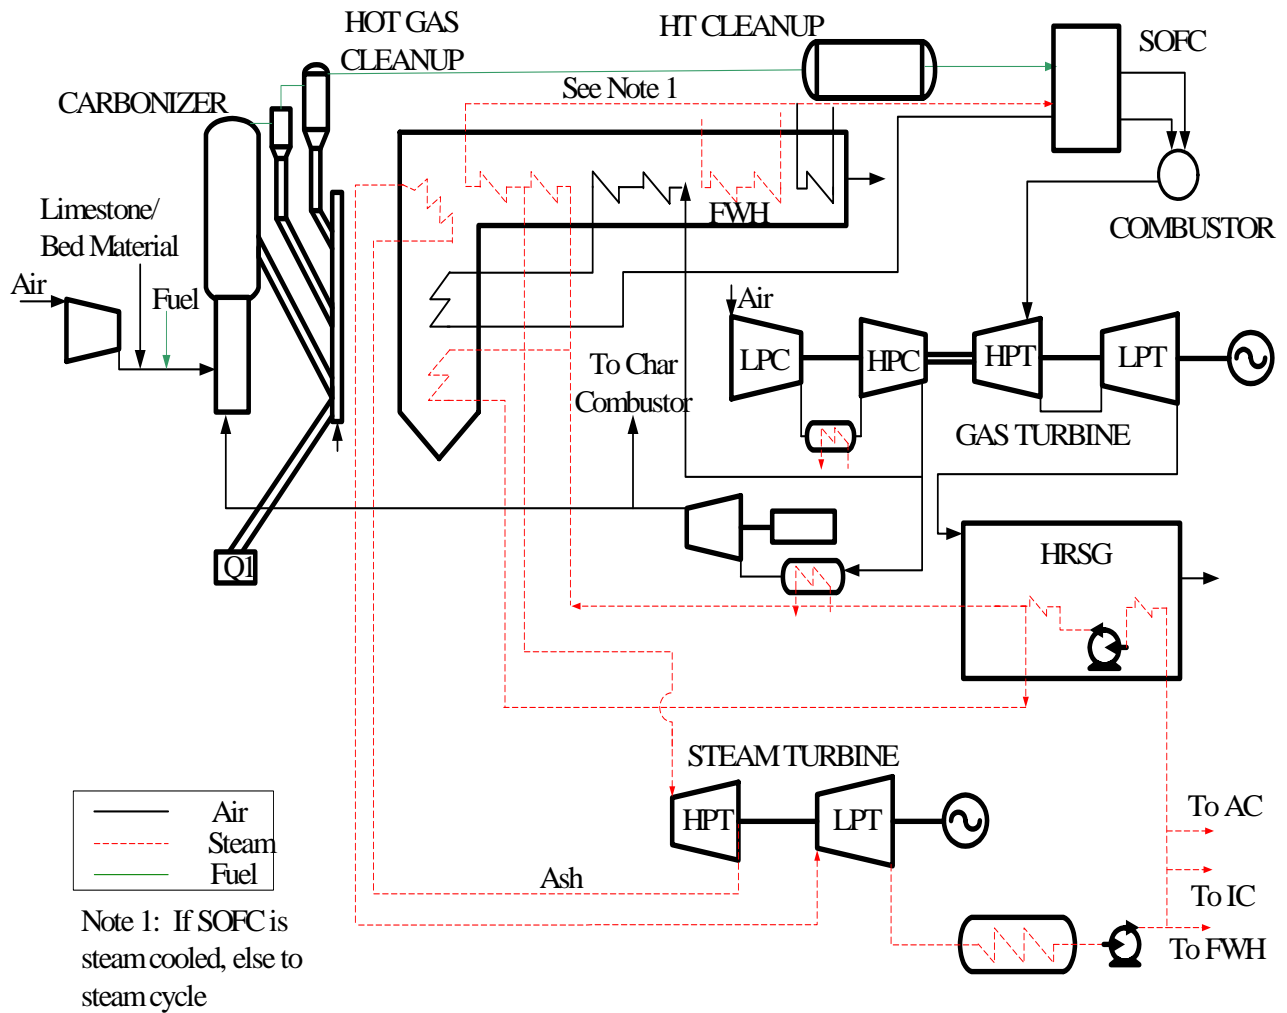 HOT GAS
CLEANUP
HT CLEANUP
SOFC
CARBONIZER
See Note 1
Limestone/
Bed Material
FWH
COMBUSTOR
Air
Fuel
Air
LPC
HPC
HPT
LPT
To Char
Combustor
GAS TURBINE
HRSG
Q1
STEAM TURBINE
HPT
LPT
Air
Steam
Fuel
Ash
To AC
To IC
To FWH
Note 1: If SOFC is
steam cooled, else to
steam cycle